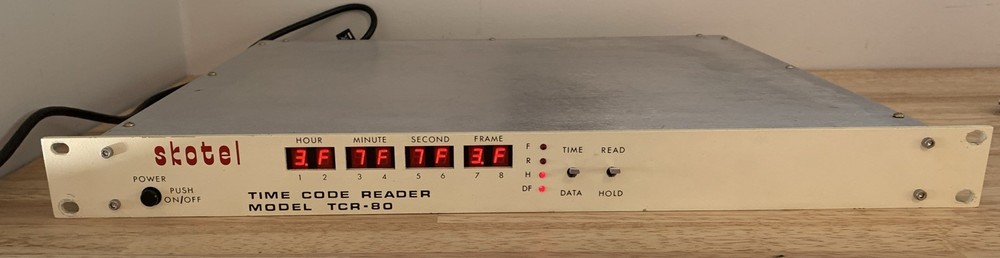 skotel
HOUR MINUTE SECOND FRAME
3.F 7F 7F 3.F
1 2 3 4 5 6 7 8
F
R
H
DF
TIME READ
DATA HOLD
POWER
PUSH
ON/OFF
TIME CODE READER
MODEL TCR-80